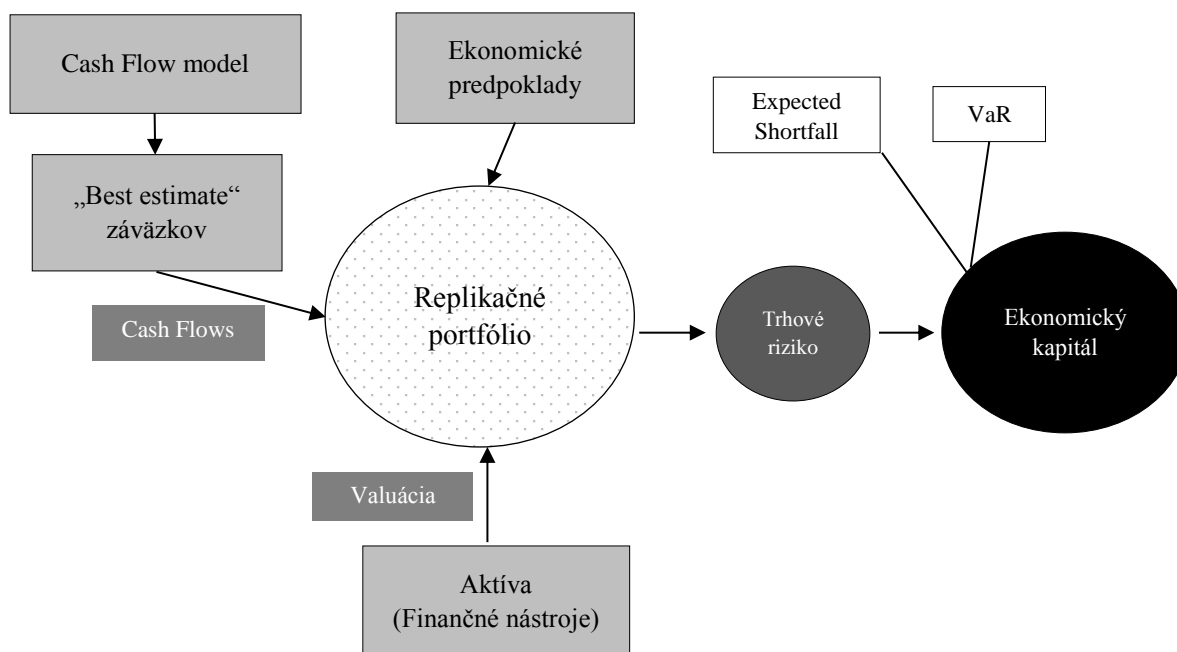 Cash Flow model
Ekonomické
predpoklady
Expected
Shortfall
VaR
„Best estimate“
záväzkov
Cash Flows
Replikačné
portfólio
Trhové
riziko
Ekonomický
kapitál
Valuácia
Aktíva
(Finančné nástroje)